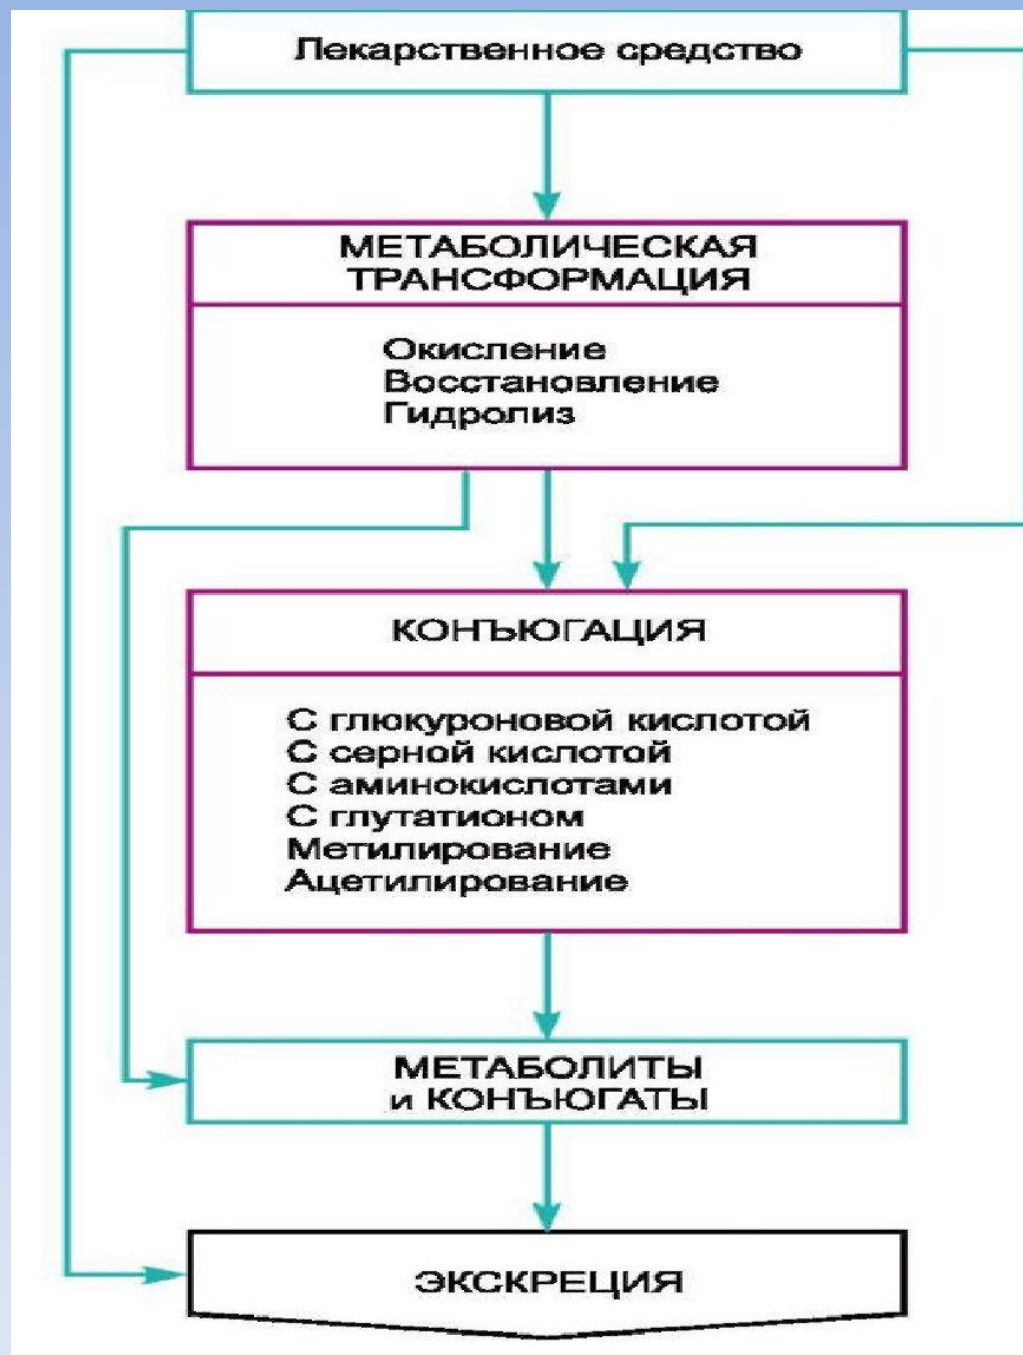 Лекарственное средство
МЕТАБОЛИЧЕСКАЯ
ТРАНСФОРМАЦИЯ
Окисление
Восстановление
Гидролиз
КОНЪЮГАЦИЯ
С глюкуроновой кислотой
С серной кислотой
С аминокислотами
С глутатионом
Метилирование
Ацетилирование
МЕТАБОЛИТЫ
и КОНЪЮГАТЫ
ЭКСКРЕЦИЯ